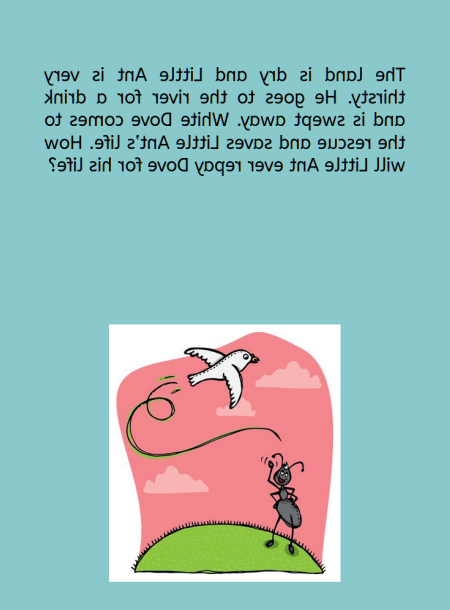 The land is dry and Little Ant is very
thirsty. He goes to the river for a drink
and is swept away. White Dove comes to
the rescue and saves Little Ant's life. How
will Little Ant ever repay Dove for his life?